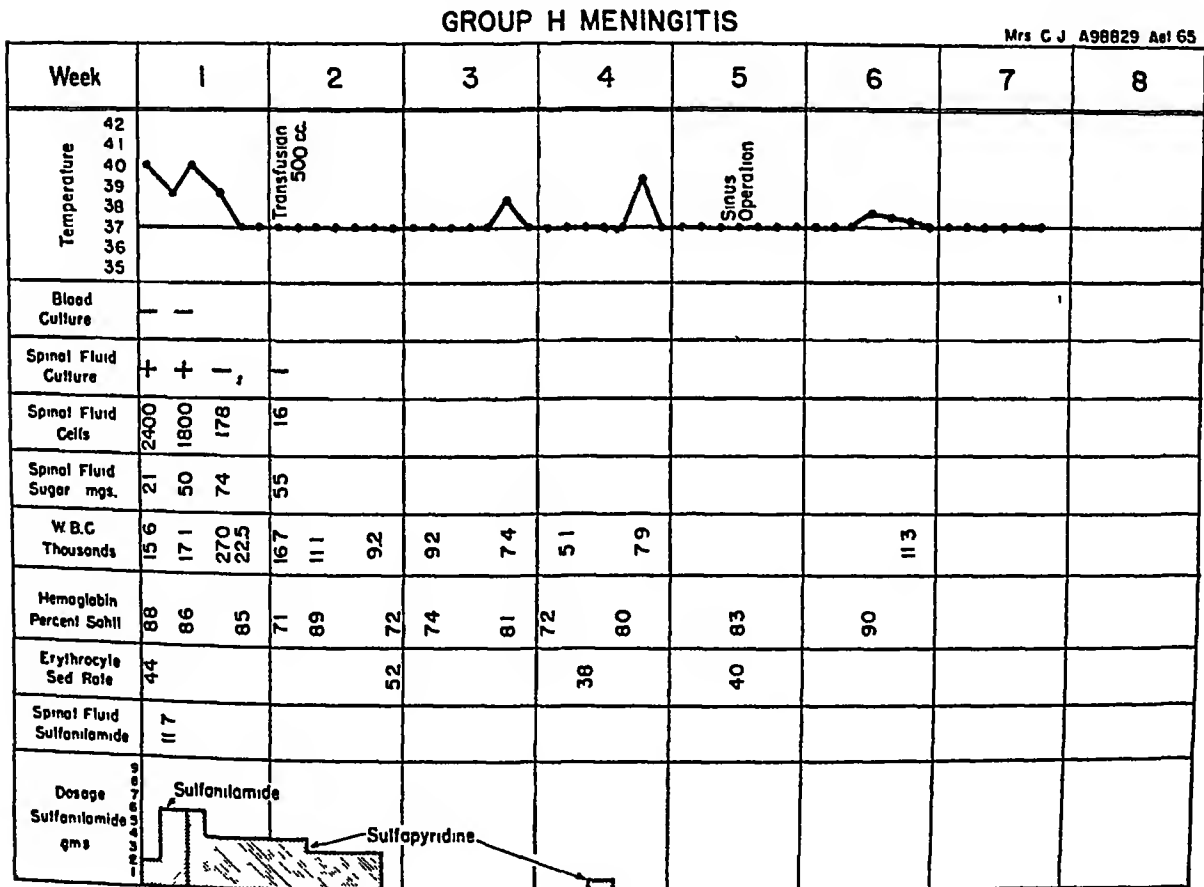 GROUP H MENINGITIS
Mrs C J A98829 Aet 65
Week 1 2 3 4 5 6 7 8
Temperature
42
41
40
39
38
37
36
35
Transfusion
500 cc.
Sinus
Operation
Blood
Culture
— —
Spinal Fluid
Culture
+ + — —
Spinal Fluid
Cells
2400 1800 178 16
Spinal Fluid
Sugar mgs.
21 50 74 55
W.B.C
Thousands
15 6 17 1 27 0 22.5 16 7 11 1 9.2 9 2 7 4 5 1 7 9 11 3
Hemoglobin
Percent Sahli
88 86 85 71 89 72 74 81 72 80 83 90
Erythrocyte
Sed Rate
44 52 38 40
Spinal Fluid
Sulfanilamide
11 7
Dosage
Sulfanilamide
gms
9
8
7
6
5
4
3
2
1
Sulfanilamide
Sulfapyridine